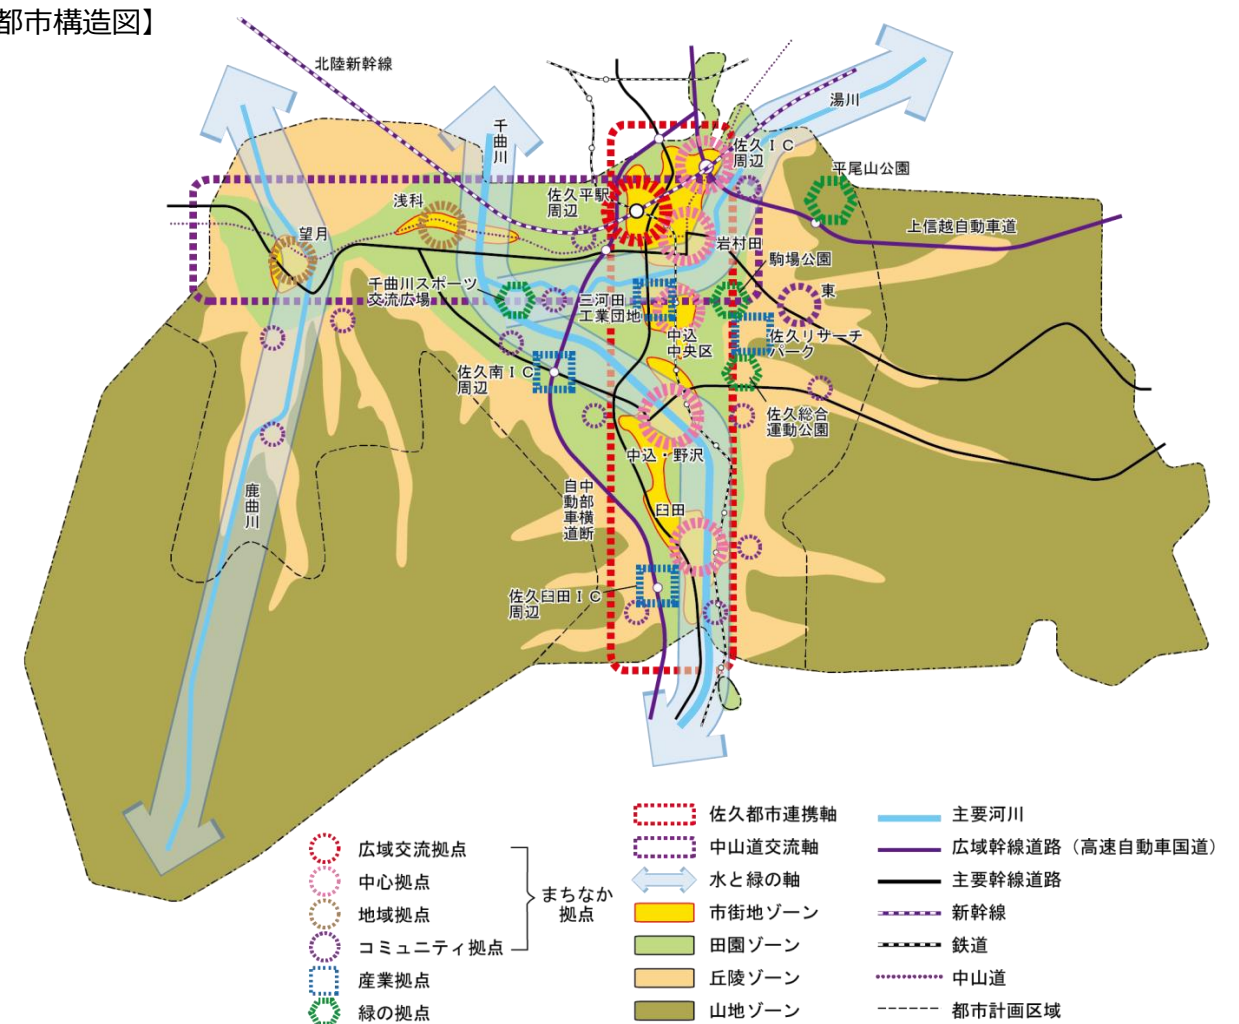 都市構造図】
北陸新幹線
千曲川
湯川
佐久ＩＣ
周辺
平尾山公園
佐久平駅
周辺
浅科
望月
岩村田
上信越自動車道
駒場公園
千曲川スポーツ
交流広場
三河田
工業団地
東
中込
中央区
佐久リサーチ
パーク
佐久南ＩＣ
周辺
佐久総合
運動公園
中込・野沢
鹿曲川
中部横断
自動車道
臼田
佐久臼田ＩＣ
周辺
広域交流拠点
中心拠点
地域拠点
コミュニティ拠点
まちなか
拠点
産業拠点
緑の拠点
佐久都市連携軸
中山道交流軸
水と緑の軸
市街地ゾーン
田園ゾーン
丘陵ゾーン
山地ゾーン
主要河川
広域幹線道路（高速自動車国道）
主要幹線道路
新幹線
鉄道
中山道
都市計画区域